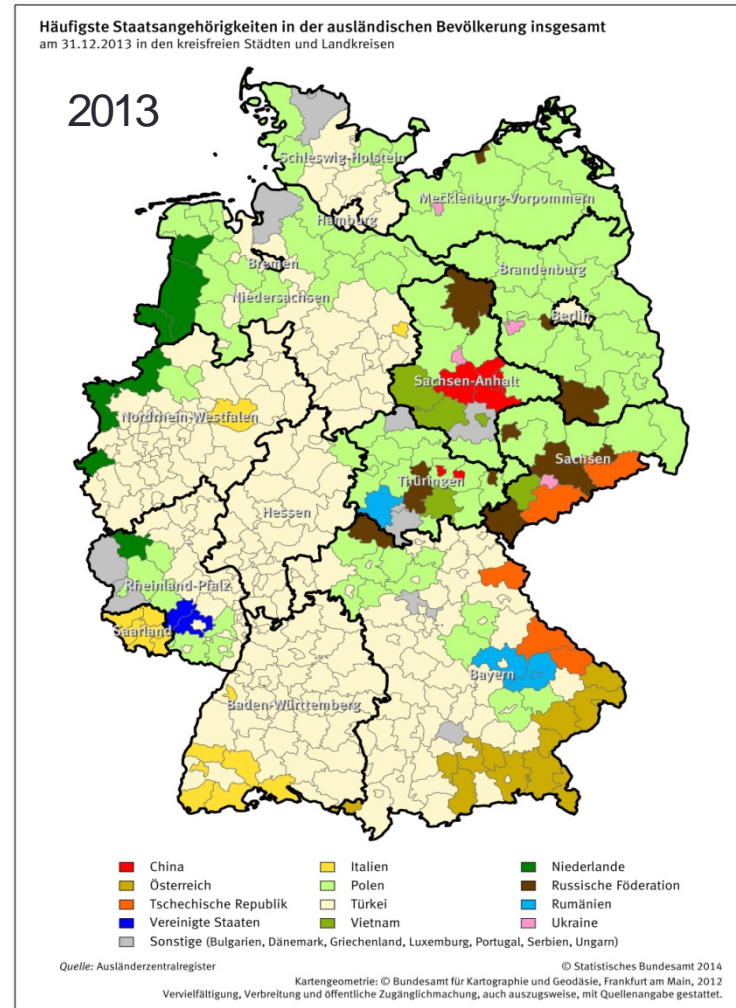 Häufigste Staatsangehörigkeiten in der ausländischen Bevölkerung insgesamt
am 31.12.2013 in den kreisfreien Städten und Landkreisen
2013
Schleswig-Holstein
Mecklenburg-Vorpommern
Hamburg
Bremen
Brandenburg
Niedersachsen
Berlin
Sachsen-Anhalt
Nordrhein-Westfalen
Sachsen
Thüringen
Hessen
Rheinland-Pfalz
Saarland
Bayern
Baden-Württemberg
China
Italien
Niederlande
Österreich
Polen
Russische Föderation
Tschechische Republik
Türkei
Rumänien
Vereinigte Staaten
Vietnam
Ukraine
Sonstige (Bulgarien, Dänemark, Griechenland, Luxemburg, Portugal, Serbien, Ungarn)
Quelle: Ausländerzentralregister
© Statistisches Bundesamt 2014
Kartengeometrie: © Bundesamt für Kartographie und Geodäsie, Frankfurt am Main, 2012
Vervielfältigung, Verbreitung und öffentliche Zugänglichmachung, auch auszugsweise, mit Quellenangabe gestattet.